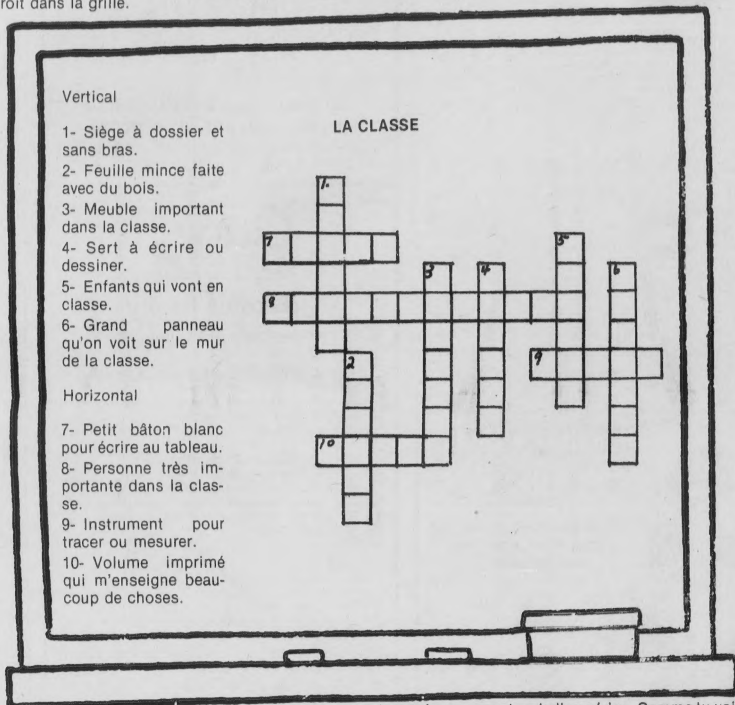 roit dans la grille.
Vertical
1- Siège à dossier et
sans bras.
2- Feuille mince faite
avec du bois.
3- Meuble important
dans la classe.
4- Sert à écrire ou
dessiner.
5- Enfants qui vont en
classe.
6- Grand panneau
qu'on voit sur le mur
de la classe.
Horizontal
7- Petit bâton blanc
pour écrire au tableau.
8- Personne très im-
portante dans la clas-
se.
9- Instrument pour
tracer ou mesurer.
10- Volume imprimé
qui m'enseigne beau-
coup de choses.
LA CLASSE
1.
7
5
3
4
6
8
2
9
10